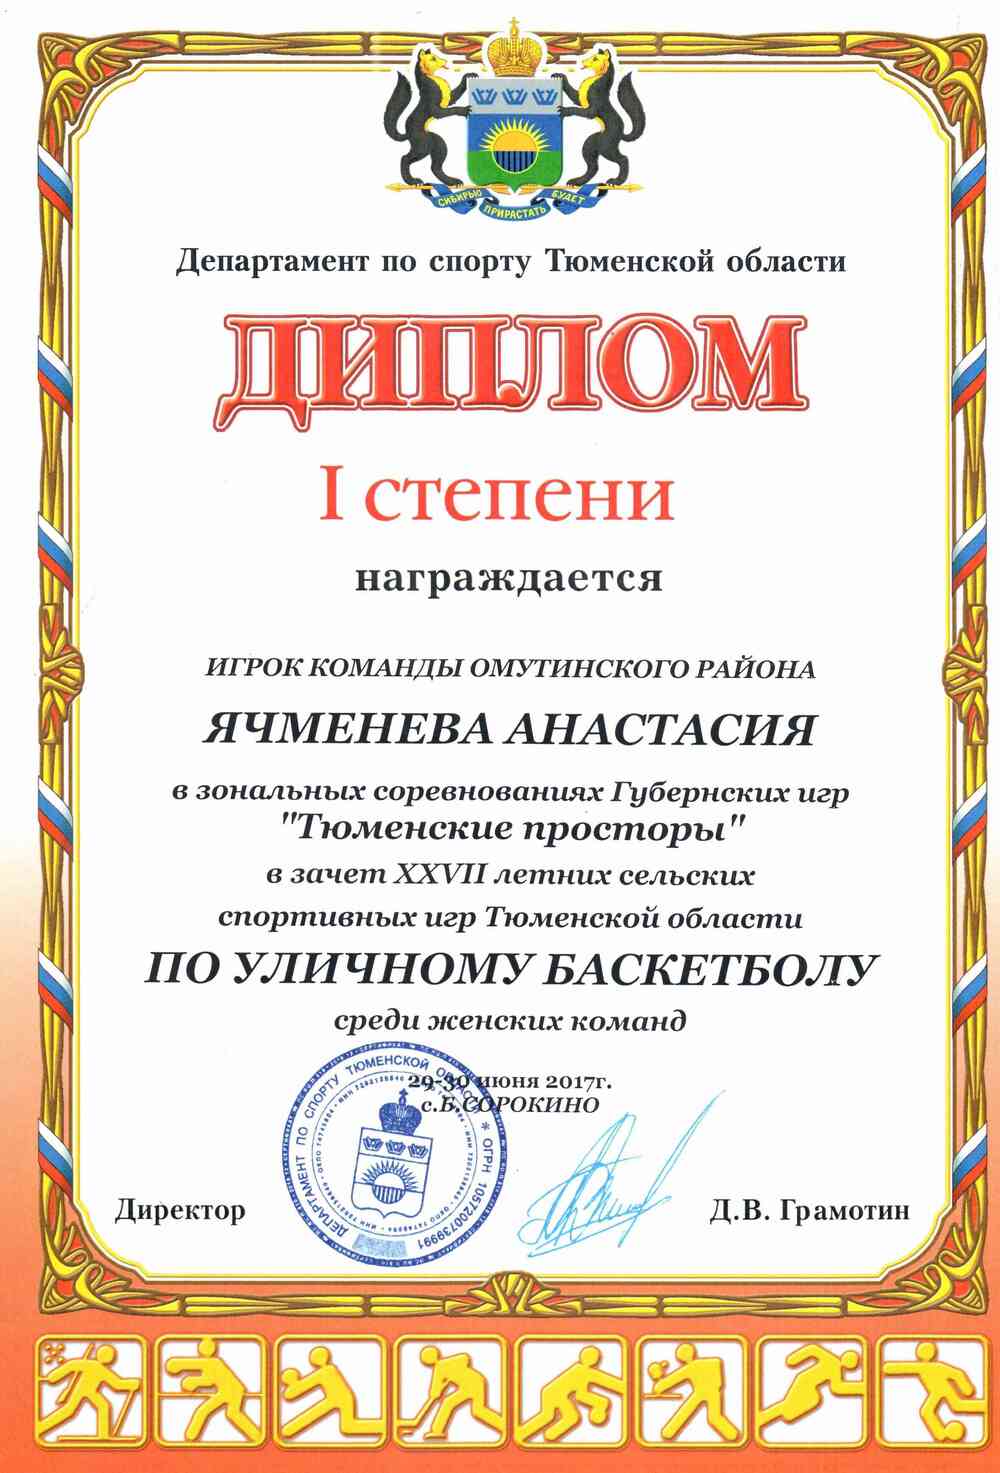 СИБИРЬЮ ПРИРАСТАТЬ БУДЕТ
Департамент по спорту Тюменской области
ДИПЛОМ
I степени
награждается
ИГРОК КОМАНДЫ ОМУТИНСКОГО РАЙОНА
ЯЧМЕНЕВА АНАСТАСИЯ
в зональных соревнованиях Губернских игр
"Тюменские просторы"
в зачет XXVII летних сельских
спортивных игр Тюменской области
ПО УЛИЧНОМУ БАСКЕТБОЛУ
среди женских команд
29-30 июня 2017г.
с.Б.СОРОКИНО
ДЕПАРТАМЕНТ ПО СПОРТУ ТЮМЕНСКОЙ ОБЛАСТИ * ОГРН 1057200739991
Директор
Д.В. Грамотин